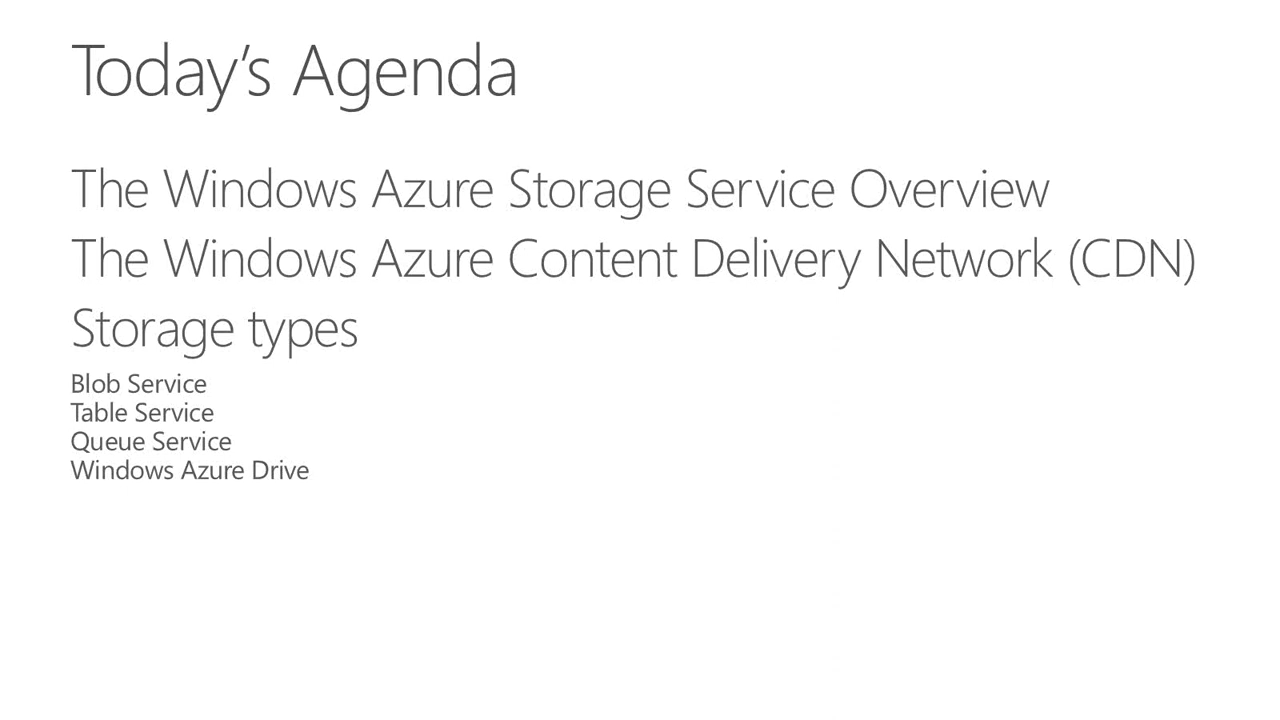 Today’s Agenda
The Windows Azure Storage Service Overview
The Windows Azure Content Delivery Network (CDN)
Storage types
Blob Service
Table Service
Queue Service
Windows Azure Drive